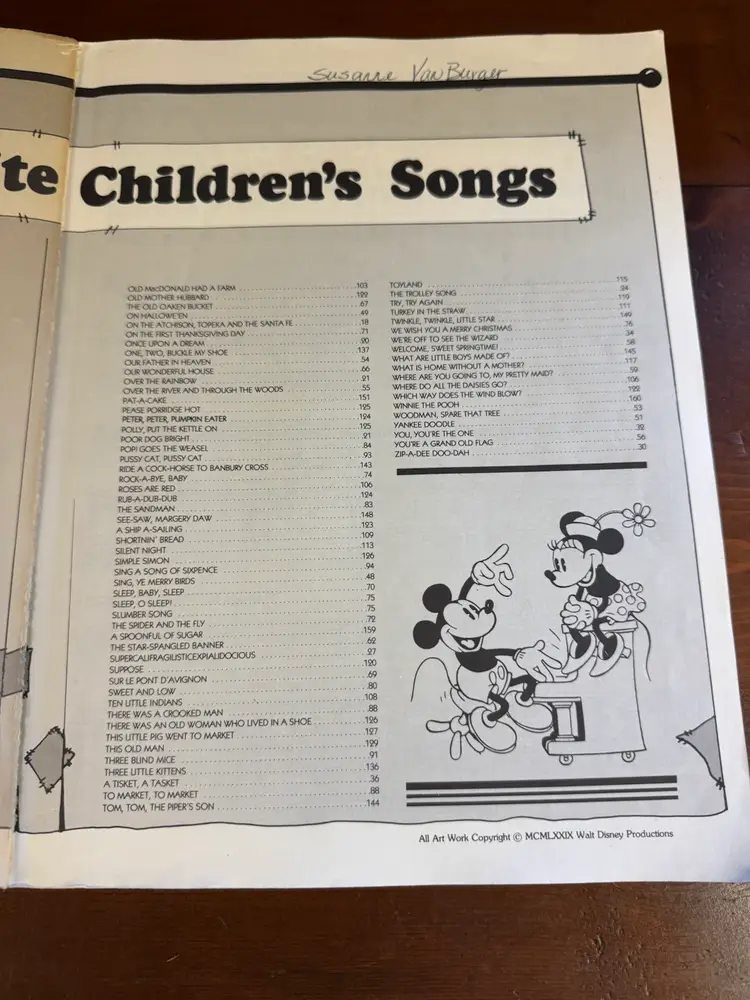 Susanne VanBurger
te Children's Songs
OLD MacDONALD HAD A FARM 103
OLD MOTHER HUBBARD 122
THE OLD OAKEN BUCKET 67
ON HALLOWE'EN 49
ON THE ATCHISON, TOPEKA AND THE SANTA FE 18
ON THE FIRST THANKSGIVING DAY 71
ONCE UPON A DREAM 20
ONE, TWO, BUCKLE MY SHOE 137
OUR FATHER IN HEAVEN 54
OUR WONDERFUL HOUSE 66
OVER THE RAINBOW 21
OVER THE RIVER AND THROUGH THE WOODS 55
PAT-A-CAKE 151
PEASE PORRIDGE HOT 125
PETER, PETER, PUMPKIN EATER 124
POLLY, PUT THE KETTLE ON 125
POOR DOG BRIGHT 91
POP! GOES THE WEASEL 84
PUSSY CAT, PUSSY CAT 93
RIDE A COCK-HORSE TO BANBURY CROSS 143
ROCK-A-BYE, BABY 74
ROSES ARE RED 106
RUB-A-DUB-DUB 124
THE SANDMAN 83
SEE-SAW, MARGERY DAW 148
A SHIP A-SAILING 123
SHORTNIN' BREAD 109
SILENT NIGHT 113
SIMPLE SIMON 126
SING A SONG OF SIXPENCE 94
SING, YE MERRY BIRDS 48
SLEEP, BABY, SLEEP 70
SLEEP, O SLEEP! 75
SLUMBER SONG 75
THE SPIDER AND THE FLY 72
A SPOONFUL OF SUGAR 159
THE STAR-SPANGLED BANNER 62
SUPERCALIFRAGILISTICEXPIALIDOCIOUS 27
SUPPOSE 120
SUR LE PONT D'AVIGNON 69
SWEET AND LOW 80
TEN LITTLE INDIANS 108
THERE WAS A CROOKED MAN 88
THERE WAS AN OLD WOMAN WHO LIVED IN A SHOE 126
THIS LITTLE PIG WENT TO MARKET 127
THIS OLD MAN 129
THREE BLIND MICE 91
THREE LITTLE KITTENS 136
A TISKET, A TASKET 36
TO MARKET, TO MARKET 88
TOM, TOM, THE PIPER'S SON 144
TOYLAND 115
THE TROLLEY SONG 24
TRY, TRY AGAIN 119
TURKEY IN THE STRAW 111
TWINKLE, TWINKLE, LITTLE STAR 149
WE WISH YOU A MERRY CHRISTMAS 76
WE'RE OFF TO SEE THE WIZARD 34
WELCOME, SWEET SPRINGTIME! 58
WHAT ARE LITTLE BOYS MADE OF? 145
WHAT IS HOME WITHOUT A MOTHER? 117
WHERE ARE YOU GOING, MY PRETTY MAID? 59
WHERE DO ALL THE DAISIES GO? 106
WHICH WAY DOES THE WIND BLOW? 122
WINNIE THE POOH 160
WOODMAN, SPARE THAT TREE 53
YANKEE DOODLE 51
YOU, YOU'RE THE ONE 32
YOU'RE A GRAND OLD FLAG 56
ZIP-A-DEE DOO-DAH 30
All Art Work Copyright © MCMLXXIX Walt Disney Productions